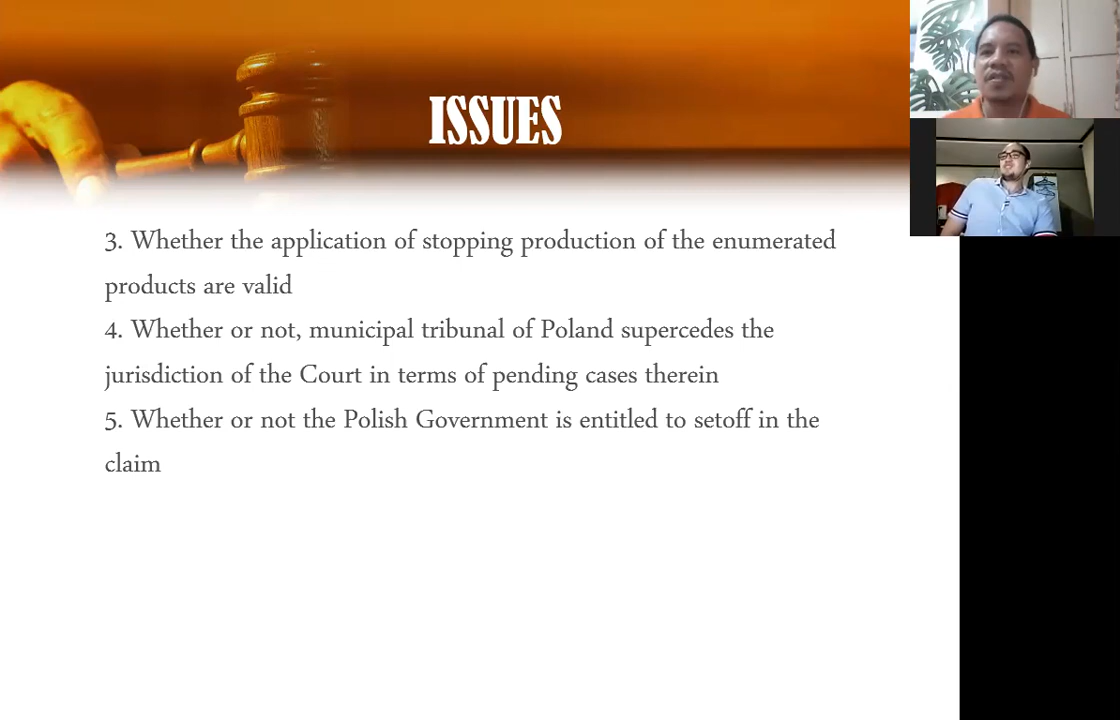 ISSUES
3. Whether the application of stopping production of the enumerated
products are valid
4. Whether or not, municipal tribunal of Poland supercedes the
jurisdiction of the Court in terms of pending cases therein
5. Whether or not the Polish Government is entitled to setoff in the
claim